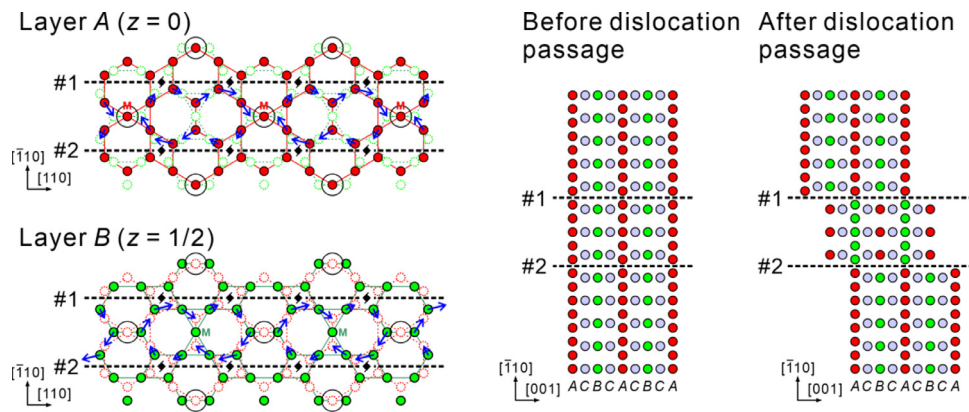 Layer A (z = 0)
#1
M
M
#2
[1̄10]
[110]
Layer B (z = 1/2)
#1
M
M
#2
[1̄10]
[110]
Before dislocation
passage
#1
#2
[1̄10]
[001]
A C B C A C B C A
After dislocation
passage
#1
#2
[1̄10]
[001]
A C B C A C B C A